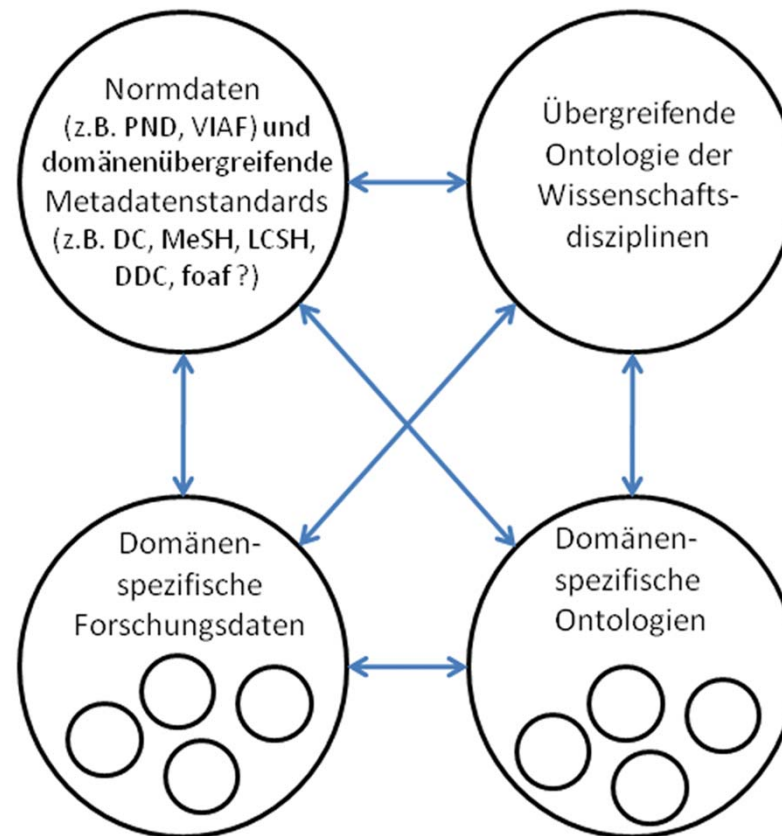 Normdaten
(z.B. PND, VIAF) und
domänenübergreifende
Metadatenstandards
(z.B. DC, MeSH, LCSH,
DDC, foaf ?)
Übergreifende
Ontologie der
Wissenschafts-
disziplinen
Domänen-
spezifische
Forschungsdaten
Domänen-
spezifische
Ontologien